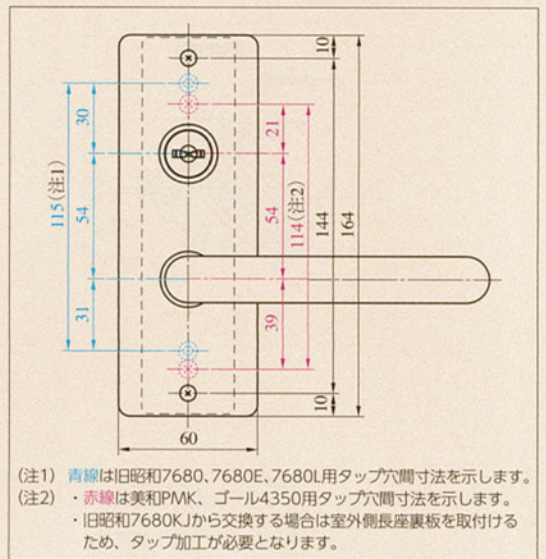 10
30
21
115(注1)
54
54
114(注2)
144
164
31
39
10
60
(注1) 青線は旧昭和7680、7680E、7680L用タップ穴間寸法を示します。
(注2) ・赤線は美和PMK、ゴール4350用タップ穴間寸法を示します。
・旧昭和7680KJから交換する場合は室外側長座裏板を取付ける
ため、タップ加工が必要となります。